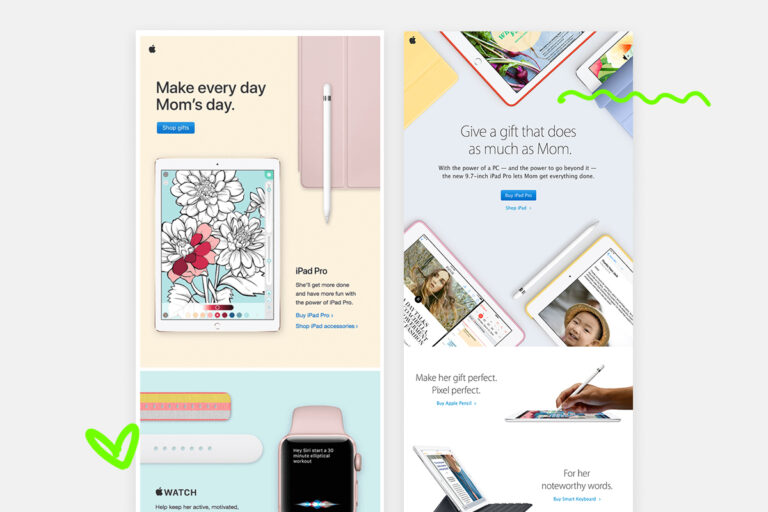 Make every day
Mom's day.
Shop gifts
iPad Pro
She'll get more done
and have more fun with
the power of iPad Pro.
Buy iPad Pro ›
Shop iPad accessories ›
Hey Siri start a 30
minute elliptical
workout
WATCH
Help keep her active, motivated,
Give a gift that does
as much as Mom.
With the power of a PC — and the power to go beyond it —
the new 9.7-inch iPad Pro lets Mom get everything done.
Buy iPad Pro
Shop iPad ›
Make her gift perfect.
Pixel perfect.
Buy Apple Pencil ›
For her
noteworthy words.
Buy Smart Keyboard ›